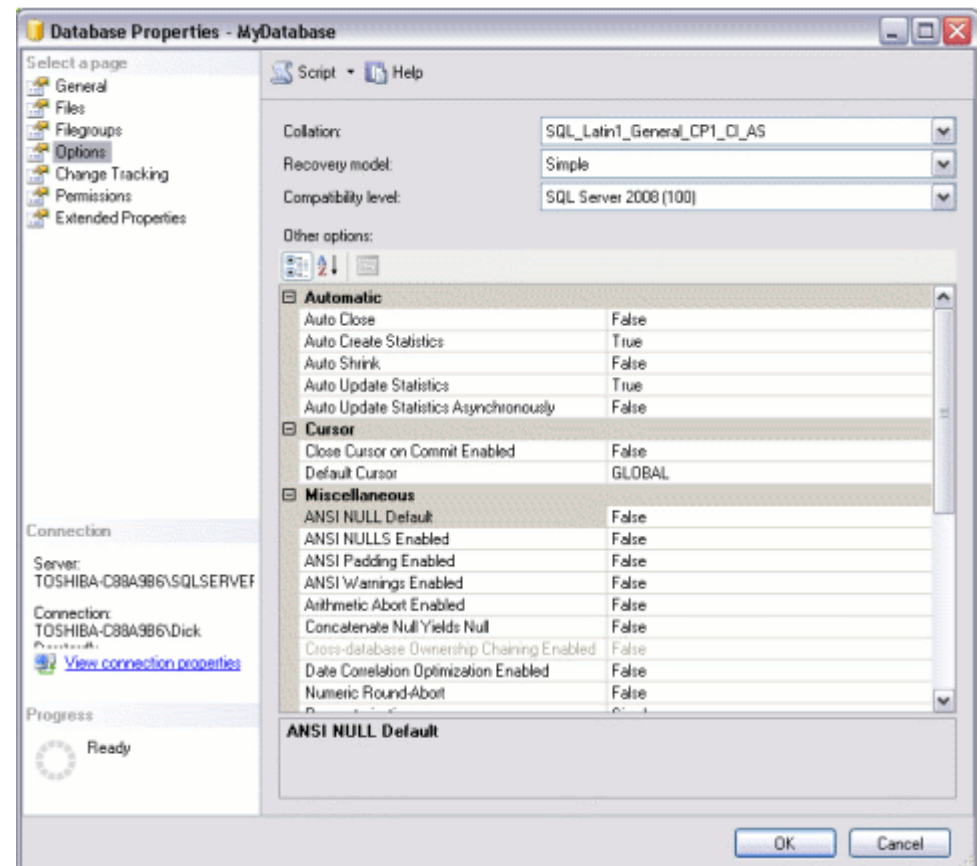 Database Properties - MyDatabase
Select a page
General
Files
Filegroups
Options
Change Tracking
Permissions
Extended Properties
Connection
Server:
TOSHIBA-C88A9B6\SQLSERVER
Connection:
TOSHIBA-C88A9B6\Dick
View connection properties
Progress
Ready
Script Help
Collation: SQL_Latin1_General_CP1_CI_AS
Recovery model: Simple
Compatibility level: SQL Server 2008 (100)
Other options:
Automatic
Auto Close False
Auto Create Statistics True
Auto Shrink False
Auto Update Statistics True
Auto Update Statistics Asynchronously False
Cursor
Close Cursor on Commit Enabled False
Default Cursor GLOBAL
Miscellaneous
ANSI NULL Default False
ANSI NULLS Enabled False
ANSI Padding Enabled False
ANSI Warnings Enabled False
Arithmetic Abort Enabled False
Concatenate Null Yields Null False
Cross-database Ownership Chaining Enabled False
Date Correlation Optimization Enabled False
Numeric Round-Abort False
ANSI NULL Default
OK Cancel